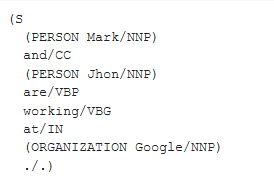 (S
(PERSON Mark/NNP)
and/CC
(PERSON Jhon/NNP)
are/VBP
working/VBG
at/IN
(ORGANIZATION Google/NNP)
./.)